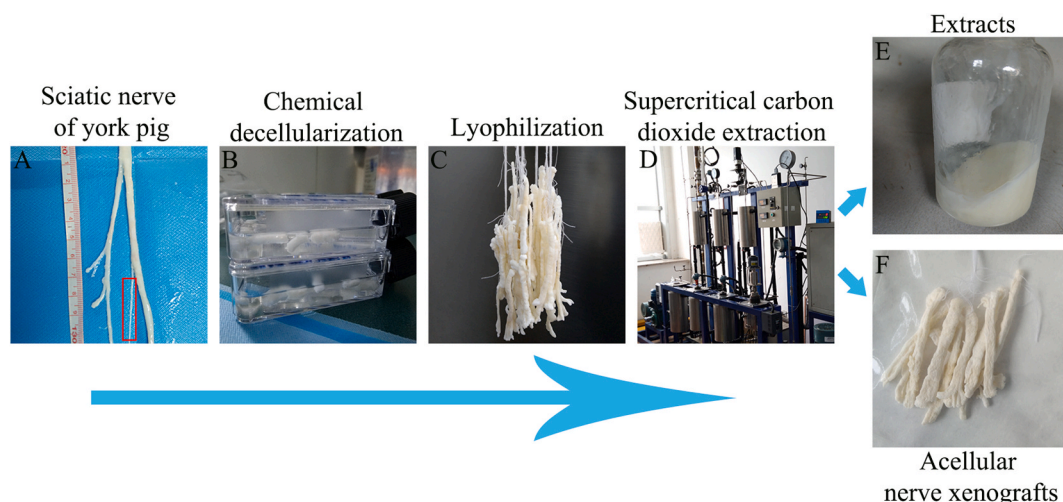 Sciatic nerve
of york pig
A
Chemical
decellularization
B
Lyophilization
C
Supercritical carbon
dioxide extraction
D
Extracts
E
F
Acellular
nerve xenografts